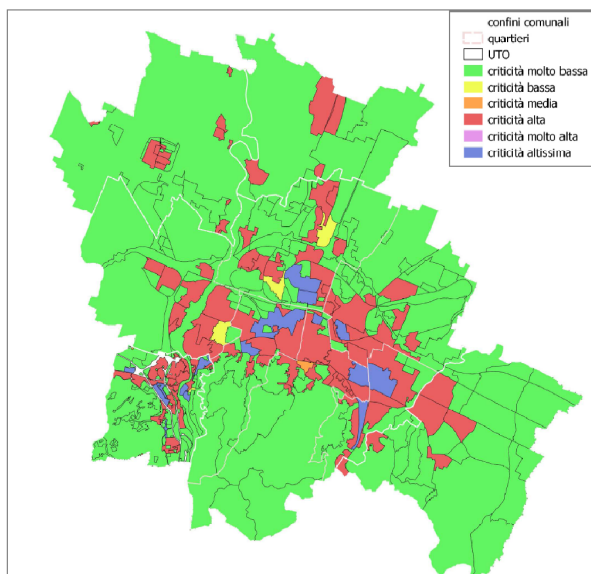 confini comunali
quartieri
UTO
criticità molto bassa
criticità bassa
criticità media
criticità alta
criticità molto alta
criticità altissima